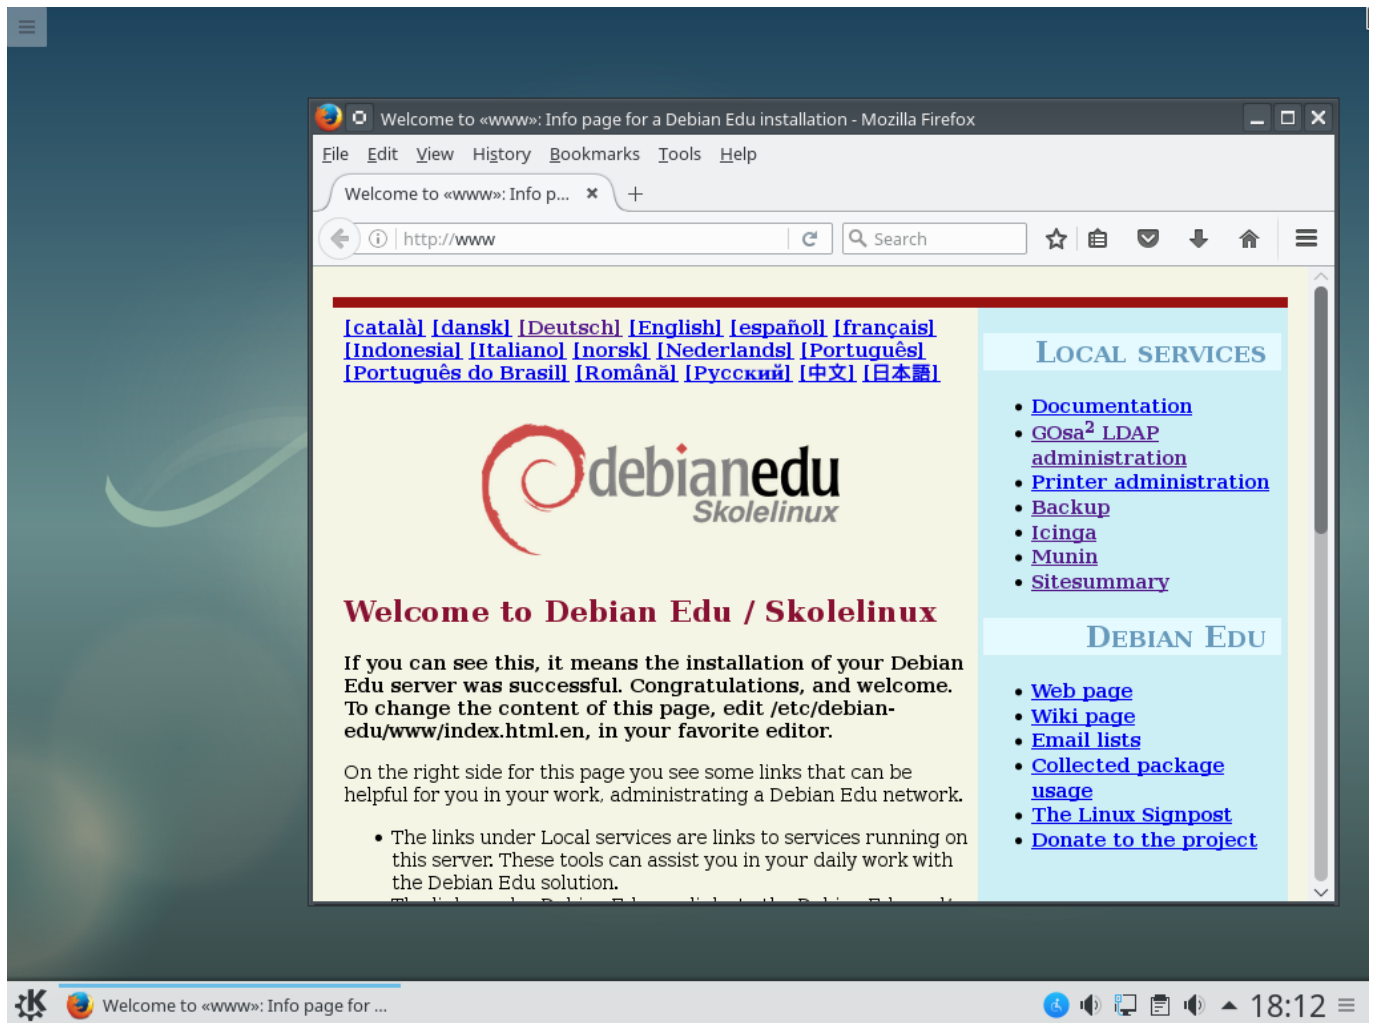 Welcome to «www»: Info page for a Debian Edu installation - Mozilla Firefox
File Edit View History Bookmarks Tools Help
Welcome to «www»: Info p...
http://www
Search
[català] [dansk] [Deutsch] [English] [español] [français]
[Indonesia] [Italiano] [norsk] [Nederlands] [Português]
[Português do Brasil] [Română] [Русский] [中文] [日本語]
debianedu
Skolelinux
Welcome to Debian Edu / Skolelinux
If you can see this, it means the installation of your Debian
Edu server was successful. Congratulations, and welcome.
To change the content of this page, edit /etc/debian-
edu/www/index.html.en, in your favorite editor.
On the right side for this page you see some links that can be
helpful for you in your work, administrating a Debian Edu network.
• The links under Local services are links to services running on
this server. These tools can assist you in your daily work with
the Debian Edu solution.
LOCAL SERVICES
• Documentation
• GOsa² LDAP
administration
• Printer administration
• Backup
• Icinga
• Munin
• Sitesummary
DEBIAN EDU
• Web page
• Wiki page
• Email lists
• Collected package
usage
• The Linux Signpost
• Donate to the project
Welcome to «www»: Info page for ...
18:12